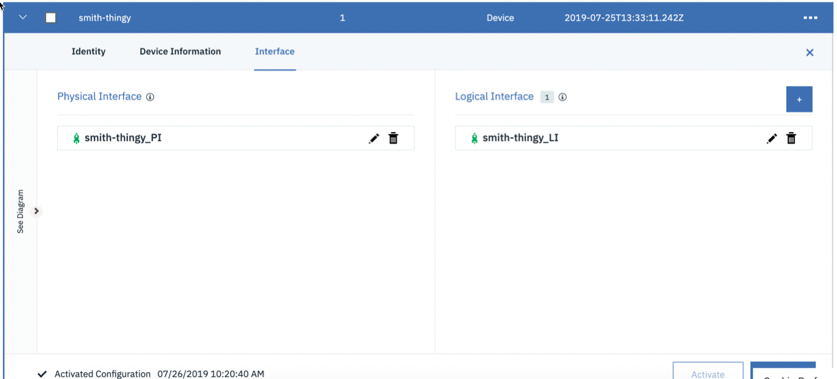 smith-thingy 1 Device 2019-07-25T13:33:11.242Z
Identity Device Information Interface
Physical Interface Logical Interface 1
smith-thingy_PI smith-thingy_LI
See Diagram
Activated Configuration 07/26/2019 10:20:40 AM Activate